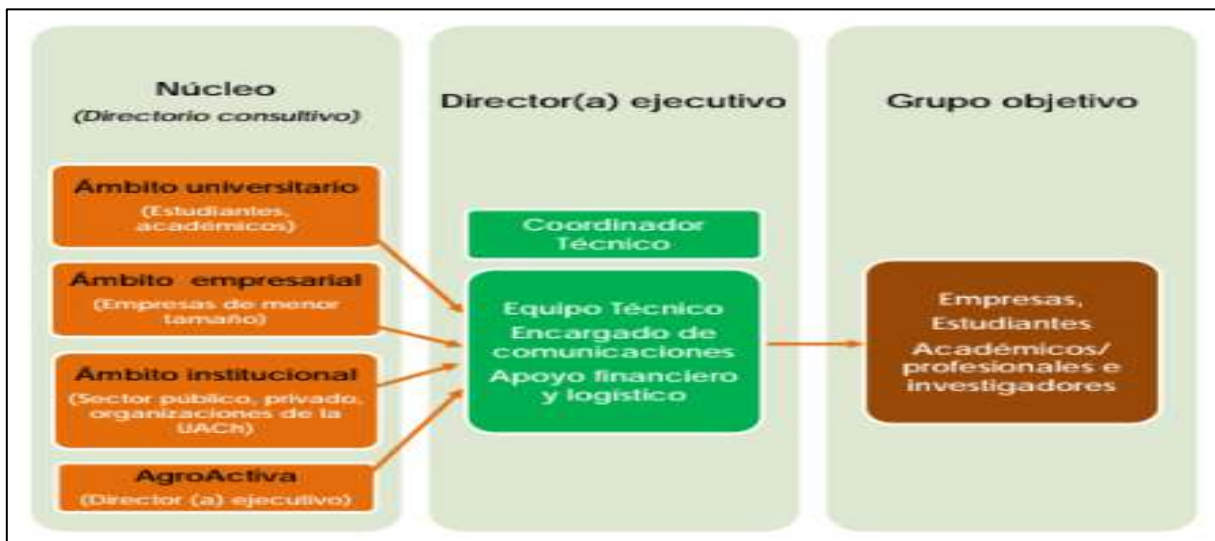 Núcleo
(Directorio consultivo)
Ámbito universitario
(Estudiantes,
académicos)
Ámbito empresarial
(Empresas de menor
tamaño)
Ámbito institucional
(Sector público, privado,
organizaciones de la
UACh)
AgroActiva
(Director (a) ejecutivo)
Director(a) ejecutivo
Coordinador
Técnico
Equipo Técnico
Encargado de
comunicaciones
Apoyo financiero
y logístico
Grupo objetivo
Empresas,
Estudiantes
Académicos/
profesionales e
investigadores